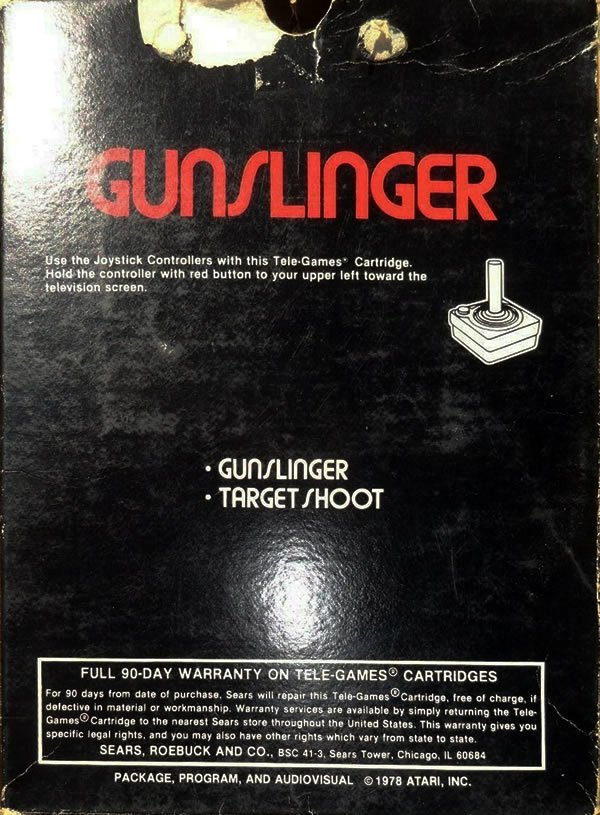 GUNSLINGER
Use the Joystick Controllers with this Tele-Games® Cartridge.
Hold the controller with red button to your upper left toward the
television screen.
• GUNSLINGER
• TARGET SHOOT
FULL 90-DAY WARRANTY ON TELE-GAMES® CARTRIDGES
For 90 days from date of purchase, Sears will repair this Tele-Games® Cartridge, free of charge, if
defective in material or workmanship. Warranty services are available by simply returning the Tele-
Games® Cartridge to the nearest Sears store throughout the United States. This warranty gives you
specific legal rights, and you may also have other rights which vary from state to state.
SEARS, ROEBUCK AND CO., BSC 41-3, Sears Tower, Chicago, IL 60684
PACKAGE, PROGRAM, AND AUDIOVISUAL © 1978 ATARI, INC.